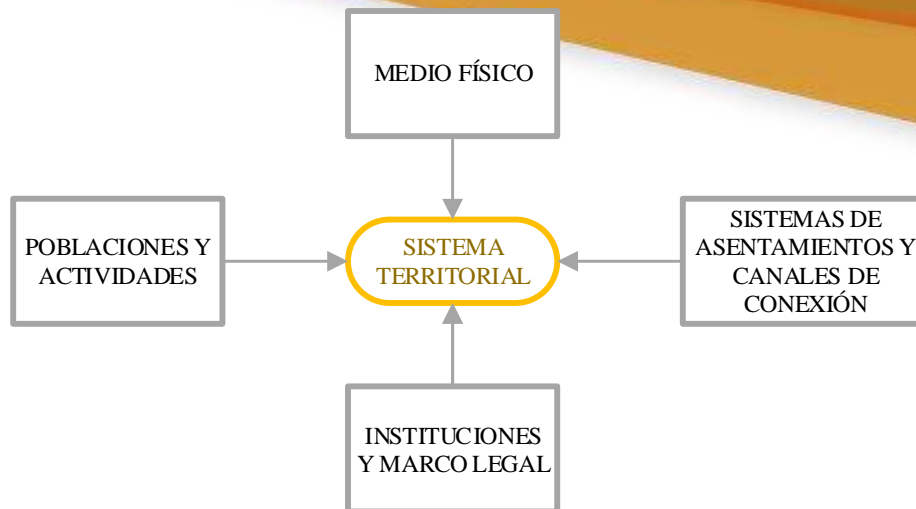 MEDIO FÍSICO
POBLACIONES Y
ACTIVIDADES
SISTEMA
TERRITORIAL
SISTEMAS DE
ASENTAMIENTOS Y
CANALES DE
CONEXIÓN
INSTITUCIONES
Y MARCO LEGAL